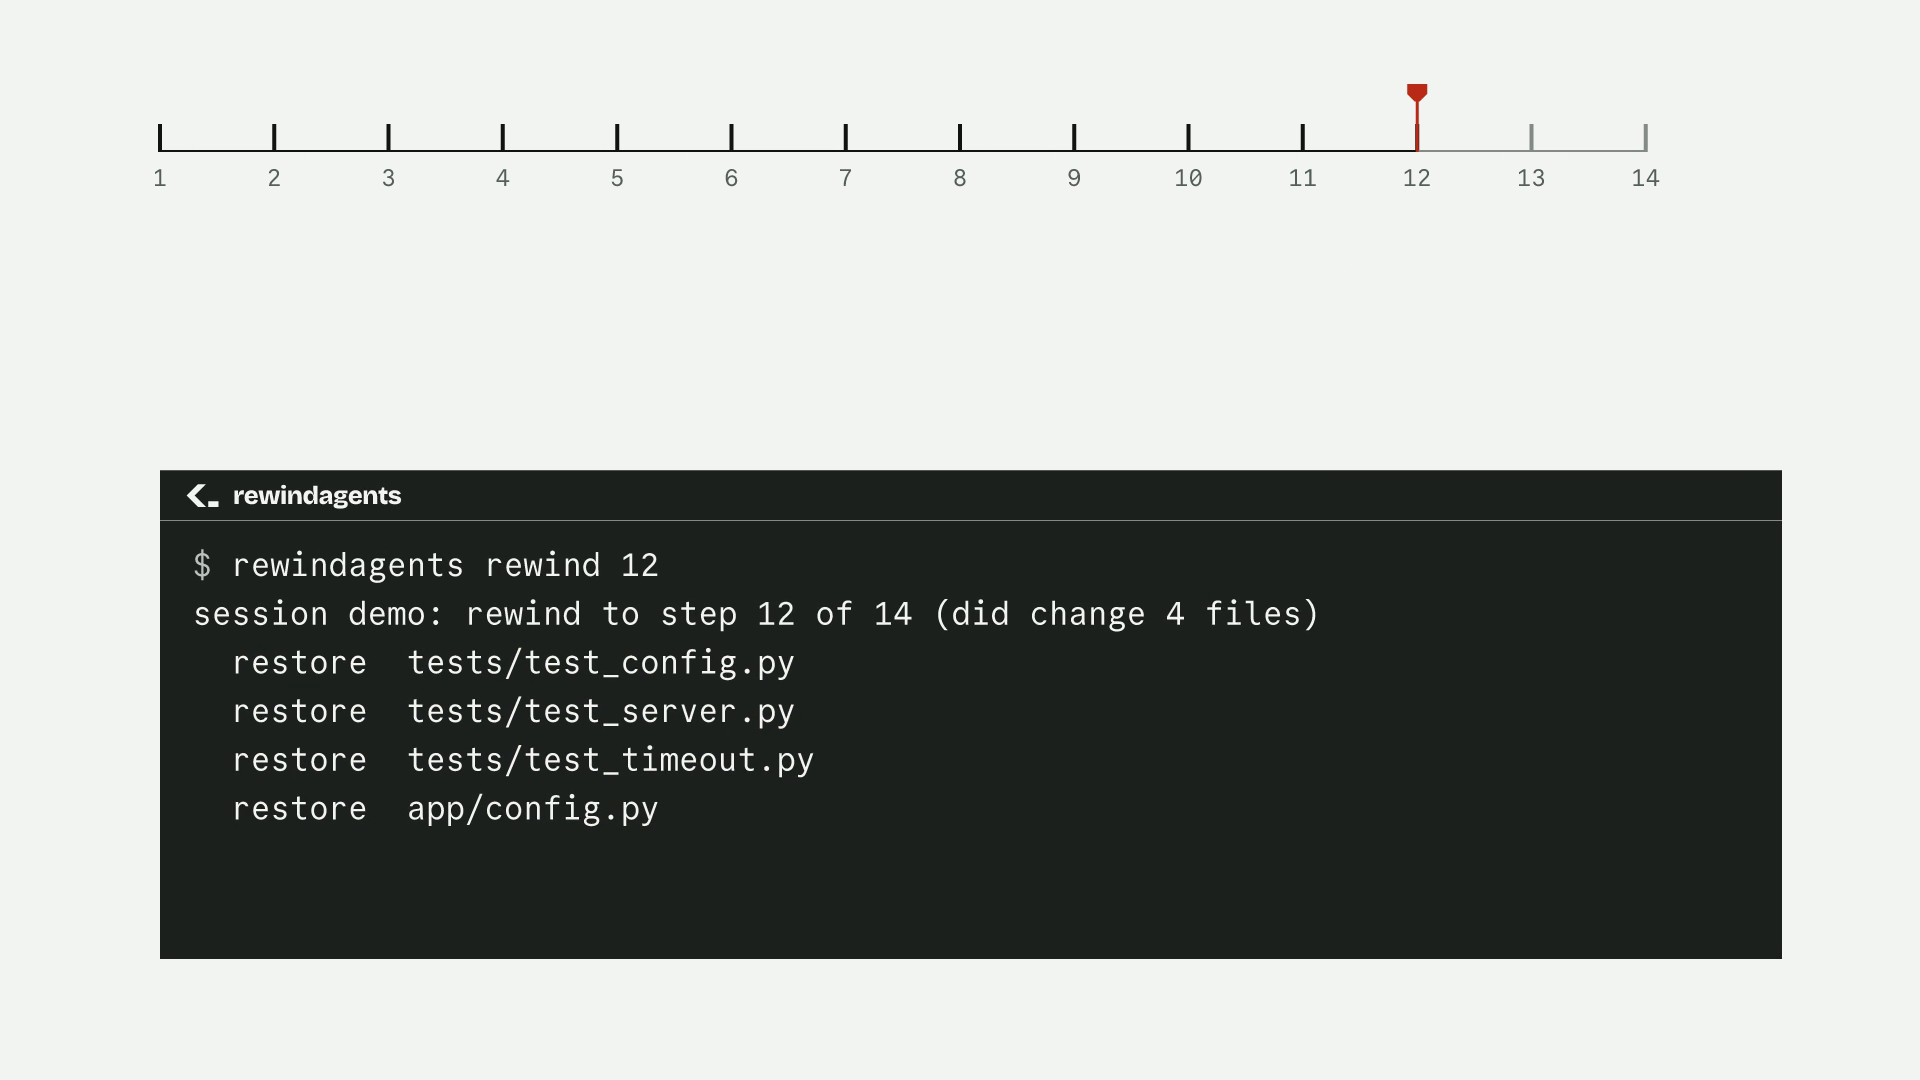 1 2 3 4 5 6 7 8 9 10 11 12 13 14
rewindagents
$ rewindagents rewind 12
session demo: rewind to step 12 of 14 (did change 4 files)
  restore  tests/test_config.py
  restore  tests/test_server.py
  restore  tests/test_timeout.py
  restore  app/config.py